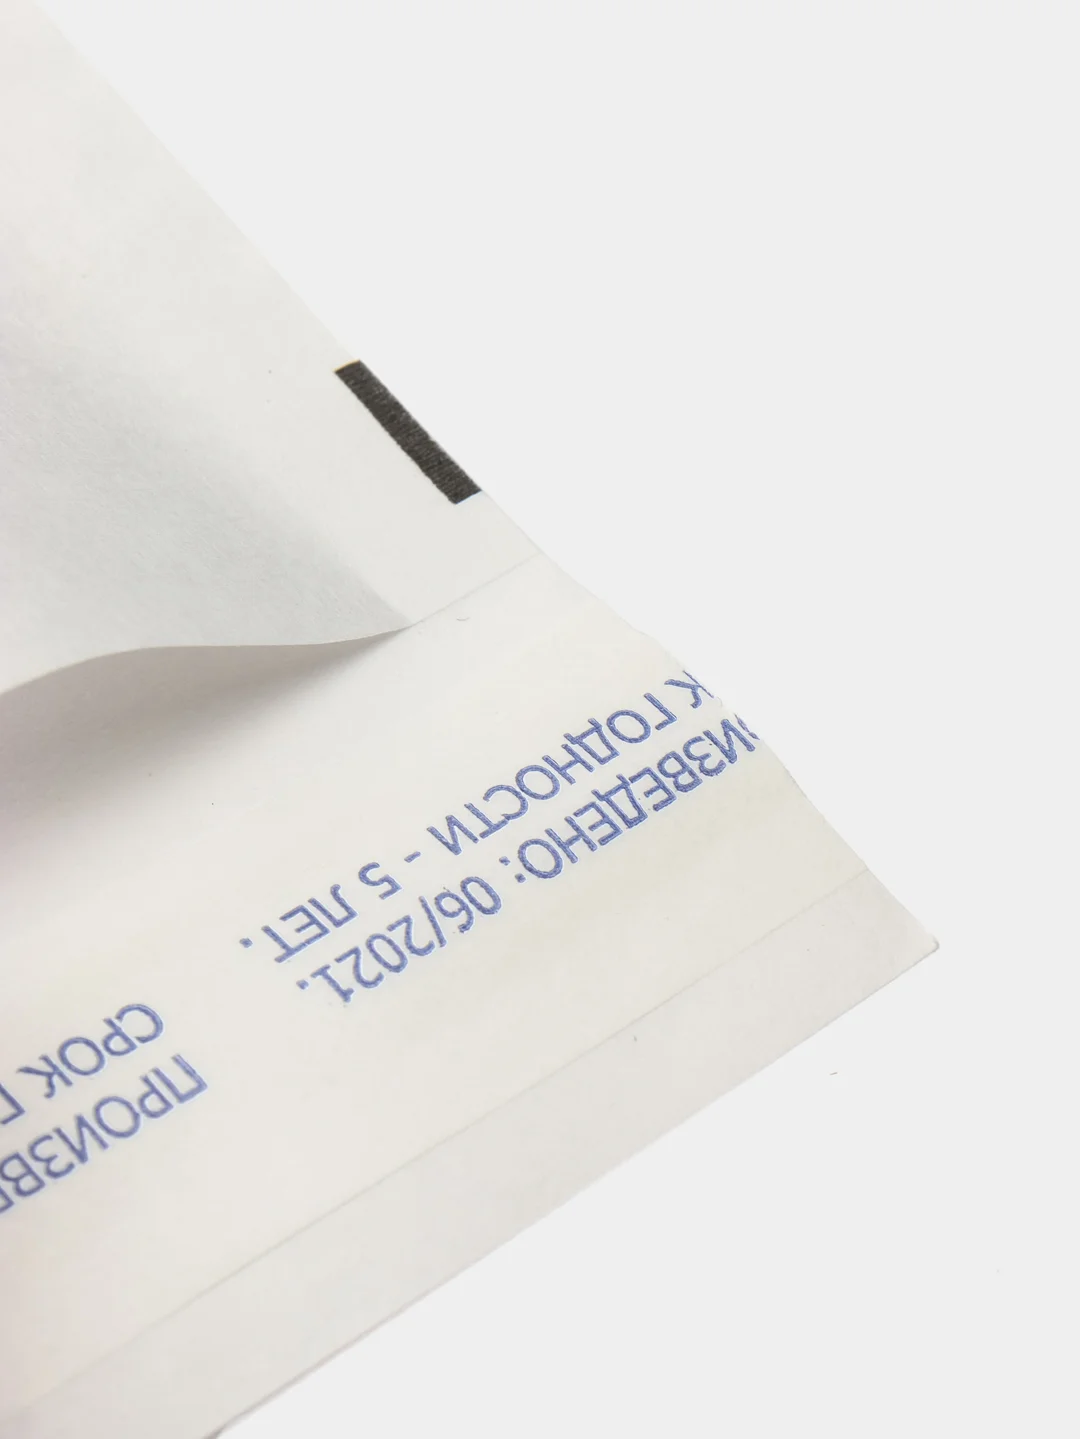 ОИЗВЕДЕНО: 06/2021. ПРОИЗВЕ
К ГОДНОСТИ - 5 ЛЕТ. СРОК Г